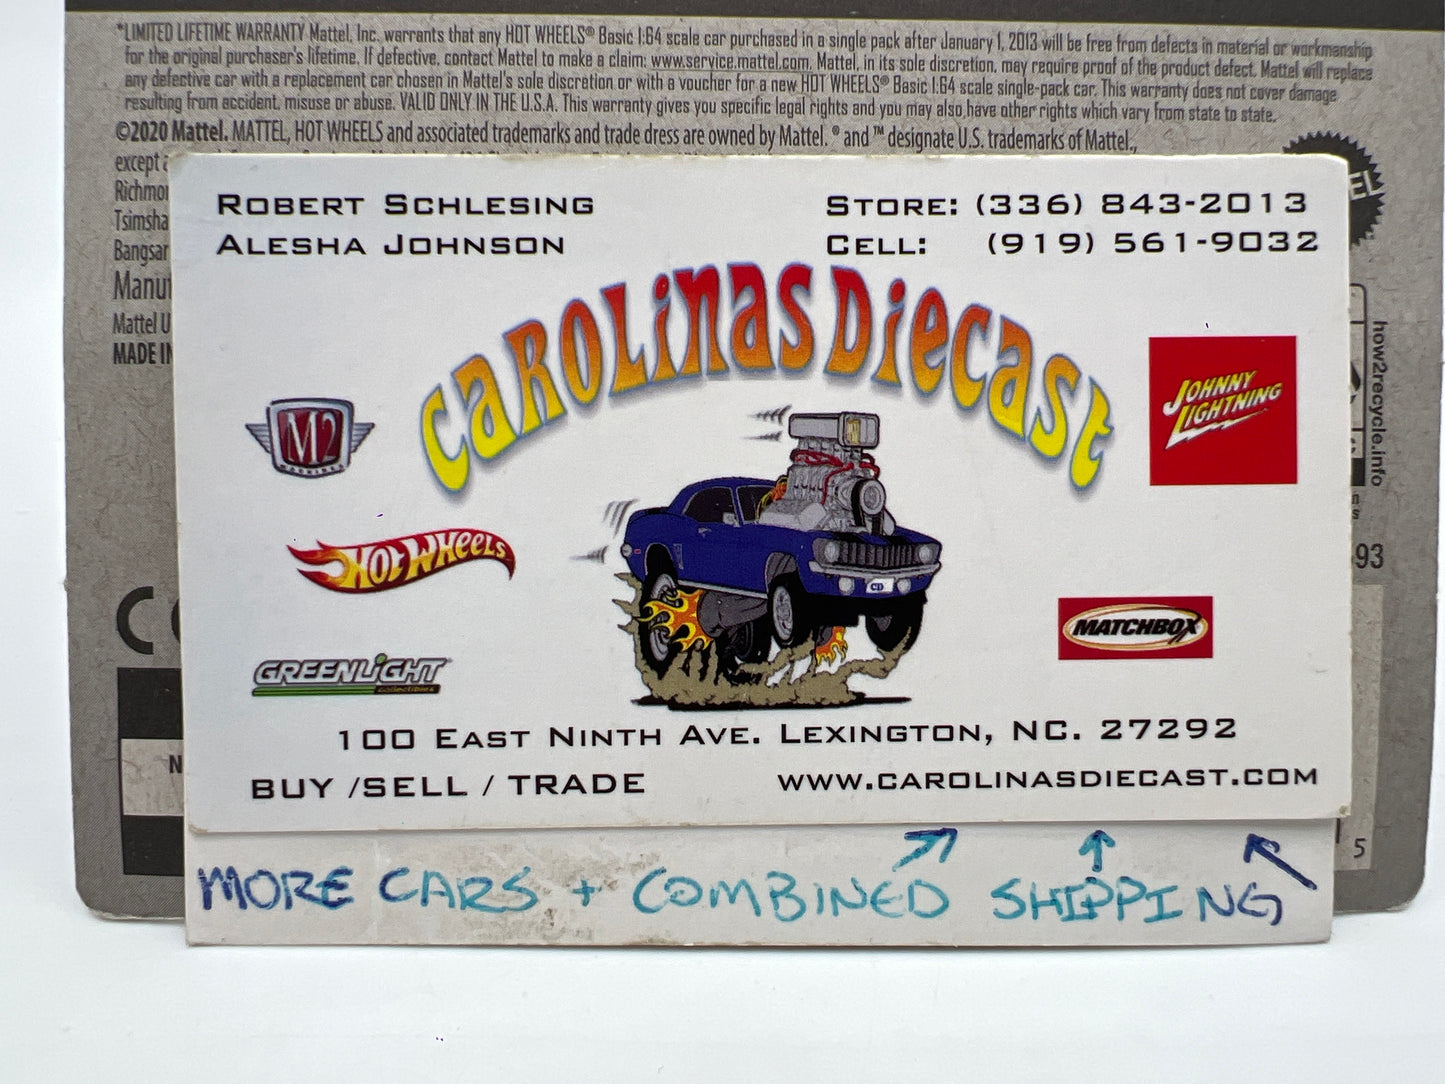 *LIMITED LIFETIME WARRANTY Mattel, Inc. warrants that any HOT WHEELS® Basic 1:64 scale car purchased in a single pack after January 1, 2013 will be free from defects in material or workmanship
for the original purchaser's lifetime. If defective, contact Mattel to make a claim: www.service.mattel.com. Mattel, in its sole discretion, may require proof of the product defect. Mattel will replace
any defective car with a replacement car chosen in Mattel's sole discretion or with a voucher for a new HOT WHEELS® Basic 1:64 scale single-pack car. This warranty does not cover damage
resulting from accident, misuse or abuse. VALID ONLY IN THE U.S.A. This warranty gives you specific legal rights and you may also have other rights which vary from state to state.
©2020 Mattel. MATTEL, HOT WHEELS and associated trademarks and trade dress are owned by Mattel. ® and ™ designate U.S. trademarks of Mattel.,
except
Mattel U
MADE IN
ROBERT SCHLESING STORE: (336) 843-2013
ALESHA JOHNSON CELL: (919) 561-9032
CAROLINAS DIECAST
M2
MACHINES
JOHNNY
LIGHTNING
HOT WHEELS
CD
MATCHBOX
GREENLIGHT
collectibles
how2recycle.info
-93
100 EAST NINTH AVE. LEXINGTON, NC. 27292
BUY /SELL / TRADE WWW.CAROLINASDIECAST.COM
5
MORE CARS + COMBINED SHIPPING